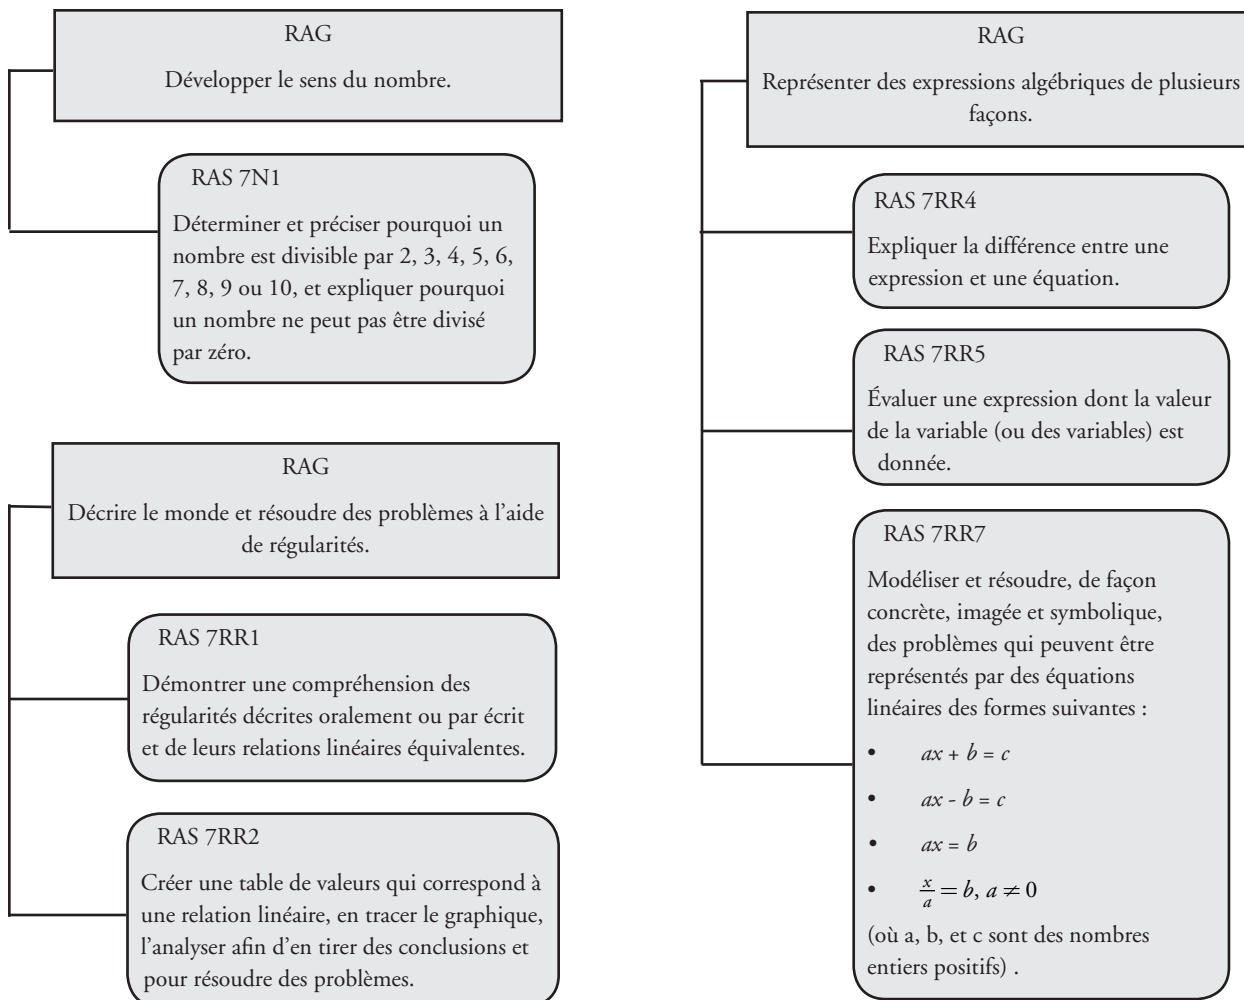 RAG
Développer le sens du nombre.
RAS 7N1
Déterminer et préciser pourquoi un
nombre est divisible par 2, 3, 4, 5, 6,
7, 8, 9 ou 10, et expliquer pourquoi
un nombre ne peut pas être divisé
par zéro.
RAG
Décrire le monde et résoudre des problèmes à l’aide
de régularités.
RAS 7RR1
Démontrer une compréhension des
régularités décrites oralement ou par écrit
et de leurs relations linéaires équivalentes.
RAS 7RR2
Créer une table de valeurs qui correspond à
une relation linéaire, en tracer le graphique,
l’analyser afin d’en tirer des conclusions et
pour résoudre des problèmes.
RAG
Représenter des expressions algébriques de plusieurs
façons.
RAS 7RR4
Expliquer la différence entre une
expression et une équation.
RAS 7RR5
Évaluer une expression dont la valeur
de la variable (ou des variables) est
donnée.
RAS 7RR7
Modéliser et résoudre, de façon
concrète, imagée et symbolique,
des problèmes qui peuvent être
représentés par des équations
linéaires des formes suivantes :
• ax + b = c
• ax - b = c
• ax = b
• x/a = b, a ≠ 0
(où a, b, et c sont des nombres
entiers positifs) .